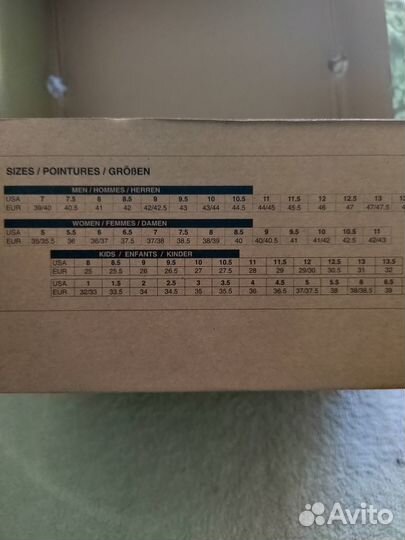 SIZES / POINTURES / GRÖßEN
MEN / HOMMES / HERREN
USA 7 7.5 8 8.5 9 9.5 10 10.5 11 11.5 12 12.5 13
EUR 39/40 40.5 41 42 42/42.5 43 43/44 44.5 44/45 45.5 46 47 47/47.5
WOMEN / FEMMES / DAMEN
USA 5 5.5 6 6.5 7 7.5 8 8.5 9 9.5 10 10.5 11
EUR 35/35.5 36 36/37 37.5 37/38 38.5 38/39 40 40/40.5 41 41/42 42.5 42/43
KIDS / ENFANTS / KINDER
USA 8 8.5 9 9.5 10 10.5 11 11.5 12 12.5 13 13.5
EUR 25 25.5 26 26.5 27 27.5 28 29 29/30 30.5 31 32
USA 1 1.5 2 2.5 3 3.5 4 4.5 5 5.5 6 6.5
EUR 32/33 33.5 34 34.5 35 35.5 36 36.5 37/37.5 38 38/38.5 39
Avito